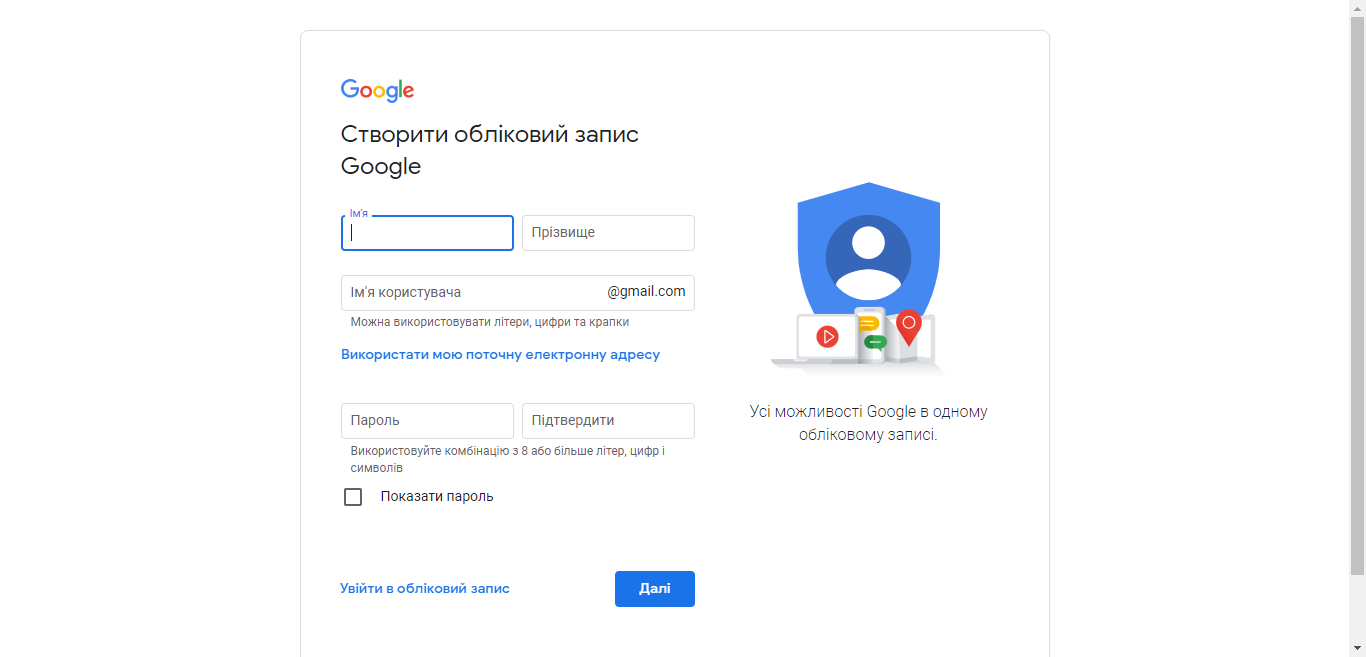 Google
Створити обліковий запис
Google
Ім'я
Прізвище
Ім'я користувача @gmail.com
Можна використовувати літери, цифри та крапки
Використати мою поточну електронну адресу
Пароль
Підтвердити
Використовуйте комбінацію з 8 або більше літер, цифр і
символів
Показати пароль
Увійти в обліковий запис
Далі
Усі можливості Google в одному
обліковому записі.